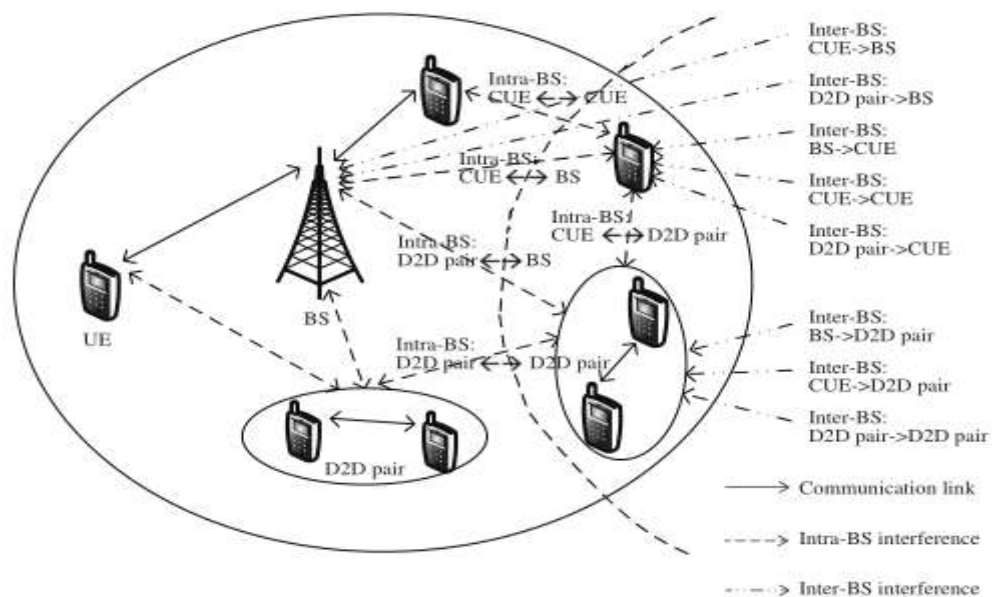 Intra-BS:
CUE CUE
Intra-BS:
CUE BS
Intra-BS:
CUE D2D pair
Intra-BS:
D2D pair BS
Intra-BS:
D2D pair D2D pair
UE
BS
D2D pair
Inter-BS:
CUE->BS
Inter-BS:
D2D pair->BS
Inter-BS:
BS->CUE
Inter-BS:
CUE->CUE
Inter-BS:
D2D pair->CUE
Inter-BS:
BS->D2D pair
Inter-BS:
CUE->D2D pair
Inter-BS:
D2D pair->D2D pair
Communication link
Intra-BS interference
Inter-BS interference